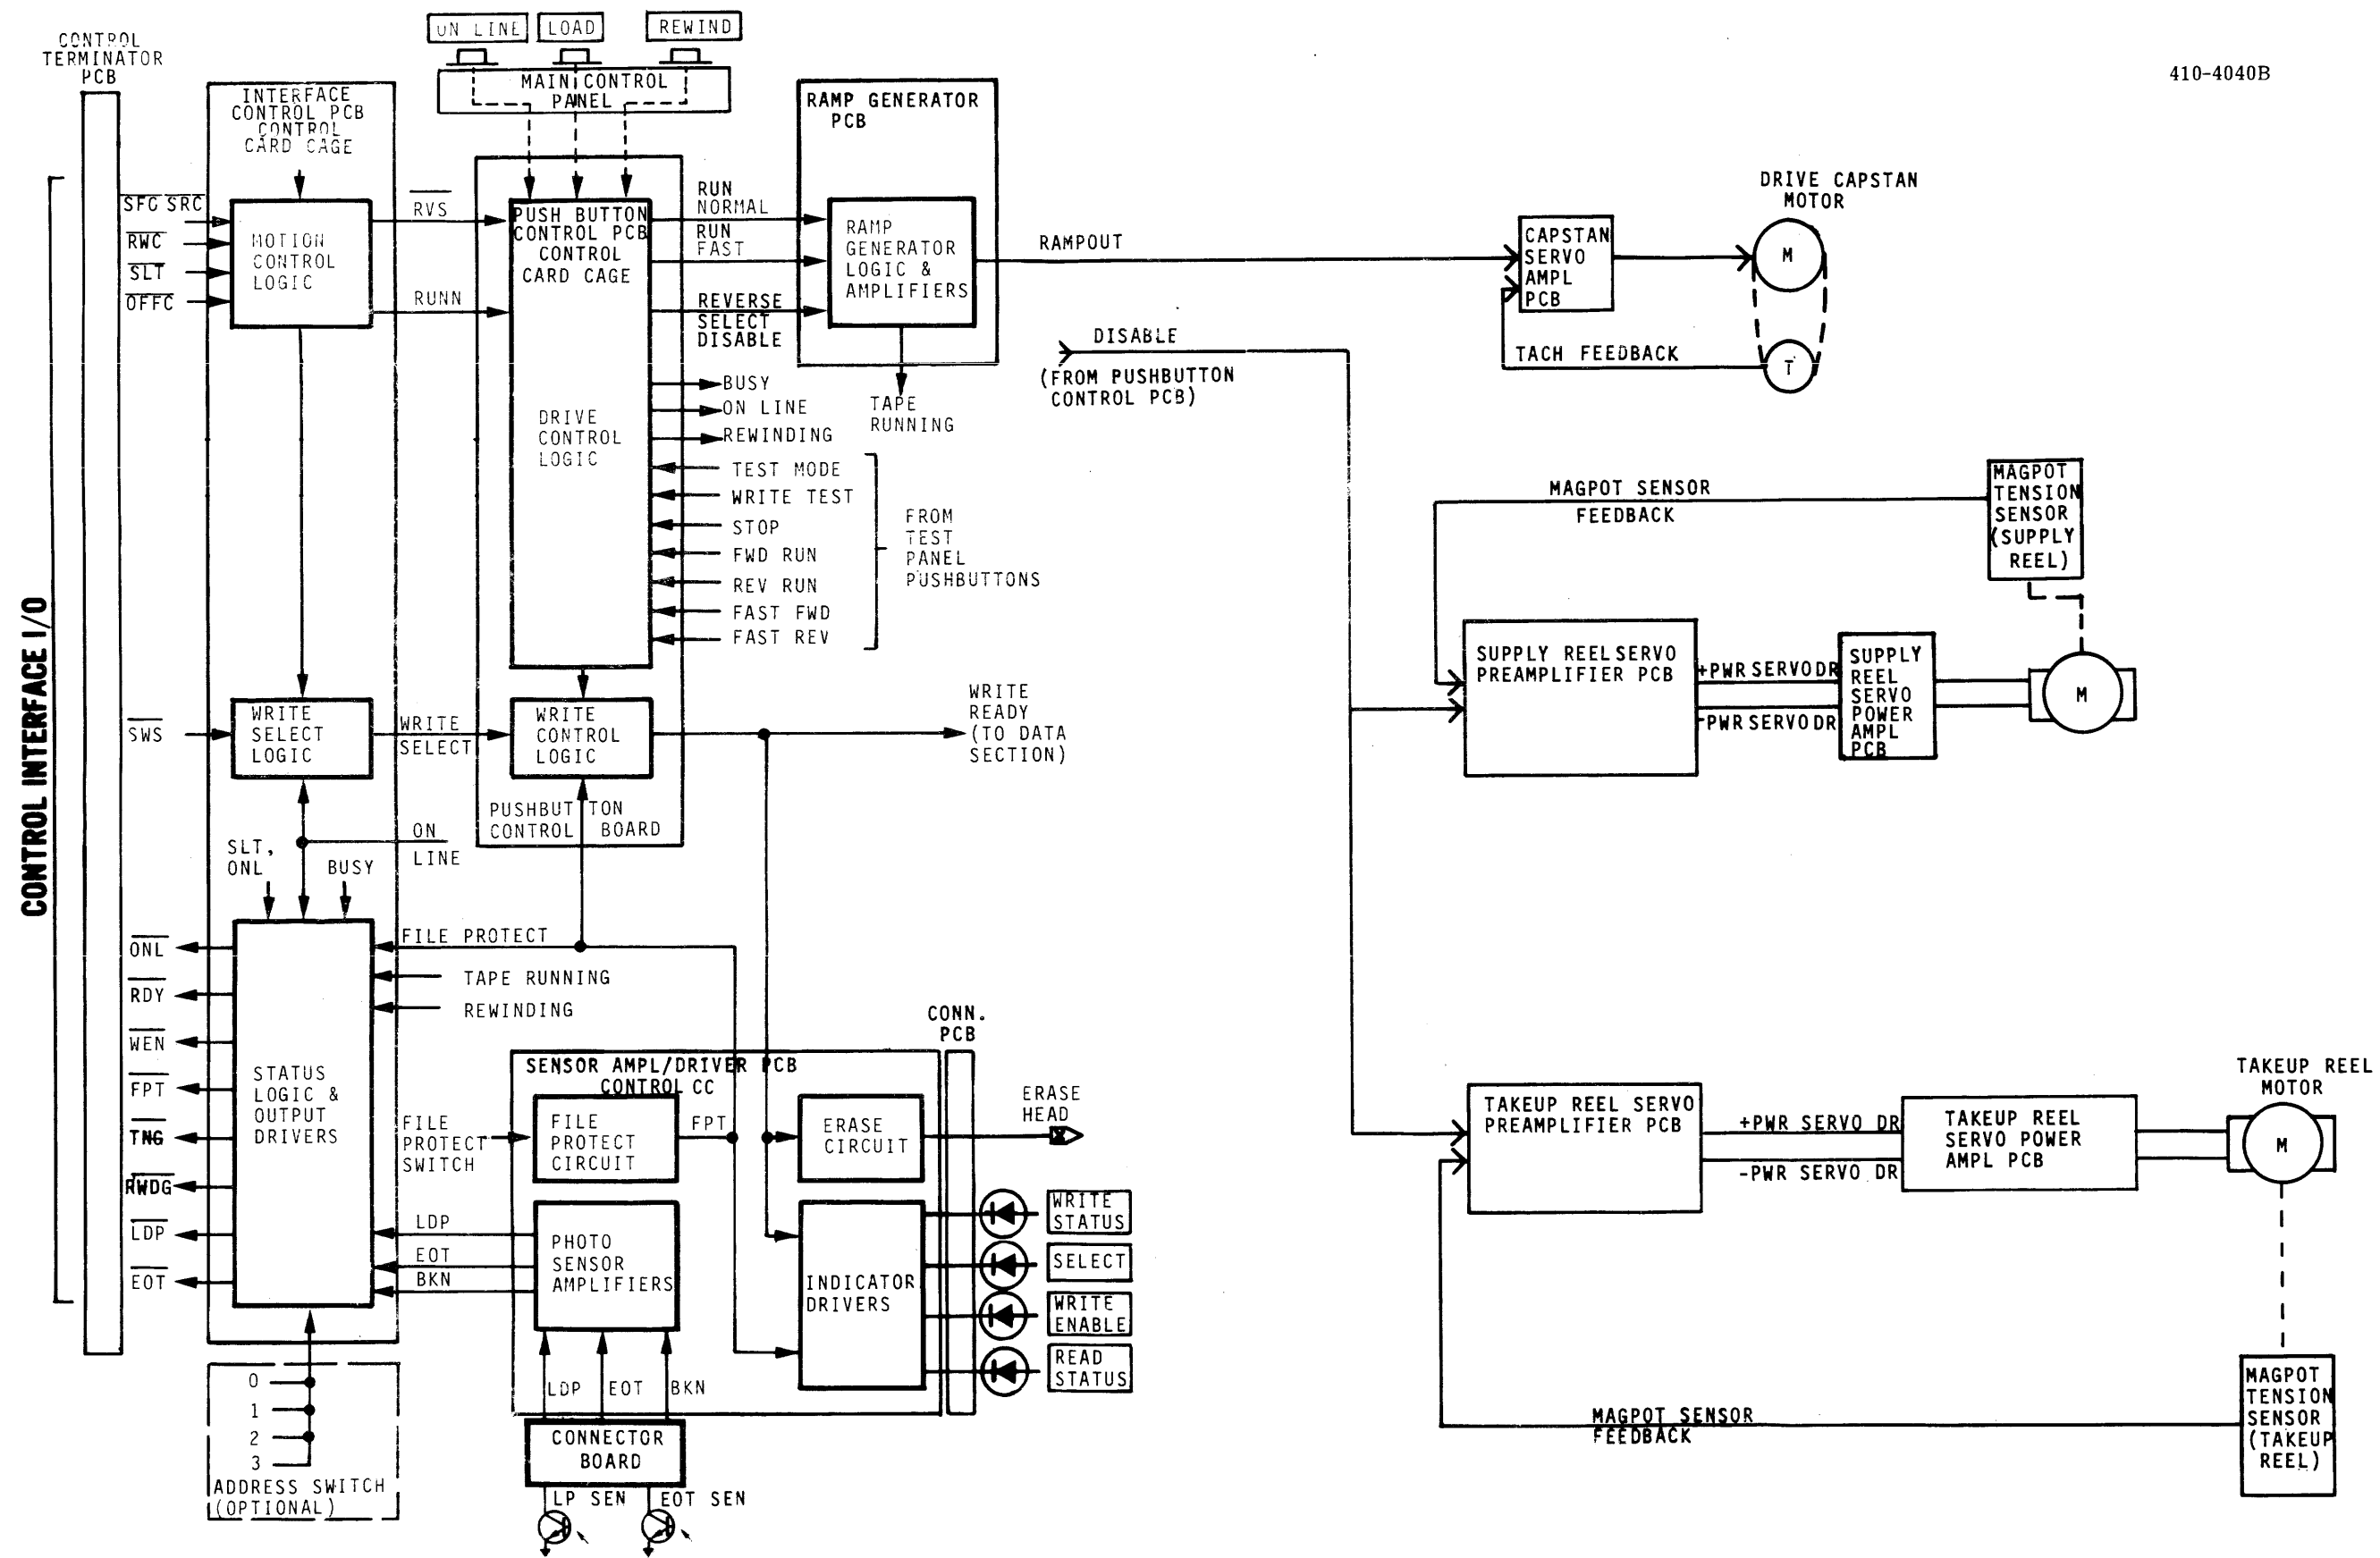 410-4040B
CONTROL
TERMINATOR
PCB
CONTROL INTERFACE I/O
INTERFACE
CONTROL PCB
CONTROL
CARD CAGE
ON LINE
LOAD
REWIND
MAIN CONTROL
PANEL
SFC SRC
RWC
SLT
OFFC
MOTION
CONTROL
LOGIC
RVS
RUNN
PUSH BUTTON
CONTROL PCB
CONTROL
CARD CAGE
DRIVE
CONTROL
LOGIC
RUN
NORMAL
RUN
FAST
REVERSE
SELECT
DISABLE
BUSY
ON LINE
REWINDING
TEST MODE
WRITE TEST
STOP
FWD RUN
REV RUN
FAST FWD
FAST REV
FROM
TEST
PANEL
PUSHBUTTONS
RAMP GENERATOR
PCB
RAMP
GENERATOR
LOGIC &
AMPLIFIERS
TAPE
RUNNING
RAMPOUT
DISABLE
(FROM PUSHBUTTON
CONTROL PCB)
CAPSTAN
SERVO
AMPL
PCB
DRIVE CAPSTAN
MOTOR
M
T
TACH FEEDBACK
MAGPOT SENSOR
FEEDBACK
MAGPOT
TENSION
SENSOR
(SUPPLY
REEL)
SUPPLY REEL SERVO
PREAMPLIFIER PCB
+PWR SERVO DR
-PWR SERVO DR
SUPPLY
REEL
SERVO
POWER
AMPL
PCB
M
SWS
WRITE
SELECT
LOGIC
WRITE
SELECT
WRITE
CONTROL
LOGIC
WRITE
READY
(TO DATA
SECTION)
PUSHBUTTON
CONTROL BOARD
SLT,
ONL
BUSY
ON
LINE
ONL
RDY
WEN
FPT
TNG
RWDG
LDP
EOT
STATUS
LOGIC &
OUTPUT
DRIVERS
FILE PROTECT
TAPE RUNNING
REWINDING
SENSOR AMPL/DRIVER PCB
CONTROL CC
CONN.
PCB
FILE
PROTECT
SWITCH
FILE
PROTECT
CIRCUIT
FPT
ERASE
CIRCUIT
ERASE
HEAD
LDP
EOT
BKN
PHOTO
SENSOR
AMPLIFIERS
INDICATOR
DRIVERS
WRITE
STATUS
SELECT
WRITE
ENABLE
READ
STATUS
LDP
EOT
BKN
CONNECTOR
BOARD
LP SEN
EOT SEN
0
1
2
3
ADDRESS SWITCH
(OPTIONAL)
TAKEUP REEL SERVO
PREAMPLIFIER PCB
+PWR SERVO DR
-PWR SERVO DR
TAKEUP REEL
SERVO POWER
AMPL PCB
TAKEUP REEL
MOTOR
M
MAGPOT SENSOR
FEEDBACK
MAGPOT
TENSION
SENSOR
(TAKEUP
REEL)